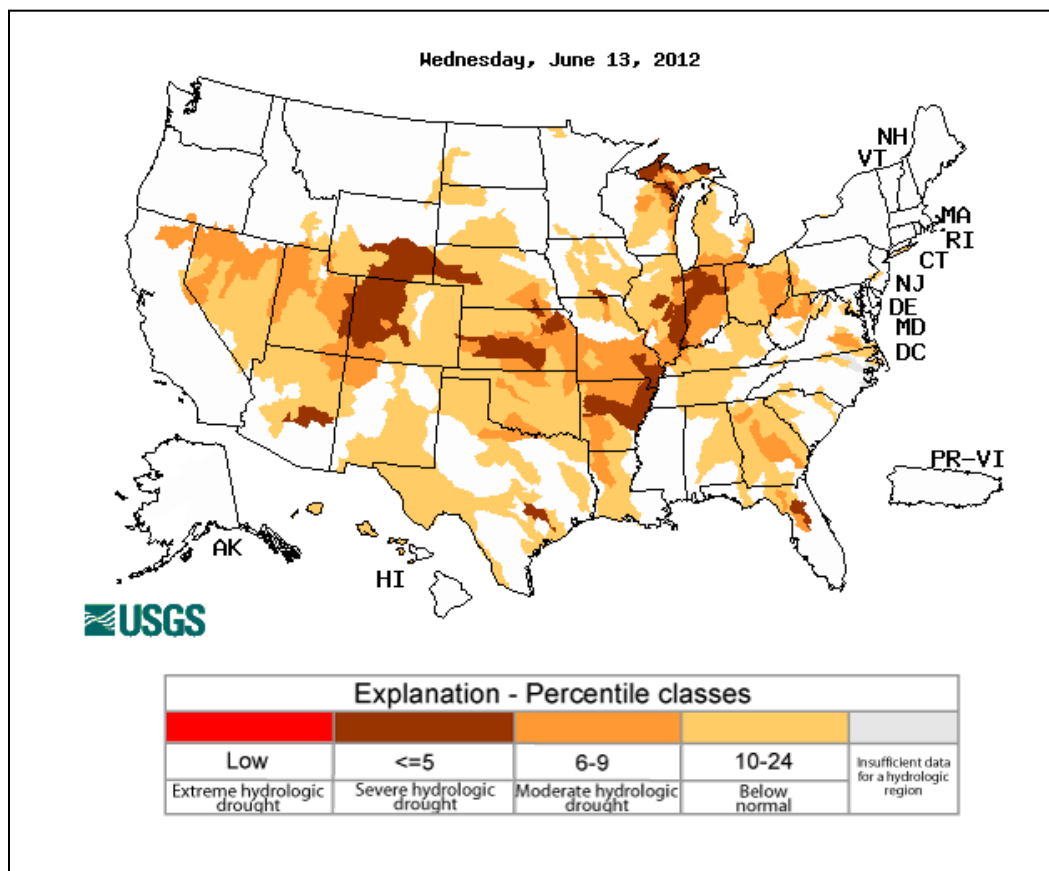 Wednesday, June 13, 2012
NH
VT
MA
RI
CT
NJ
DE
MD
DC
PR-VI
AK
HI
USGS
Explanation - Percentile classes
Low
<=5
6-9
10-24
Insufficient data
for a hydrologic
region
Extreme hydrologic
drought
Severe hydrologic
drought
Moderate hydrologic
drought
Below
normal